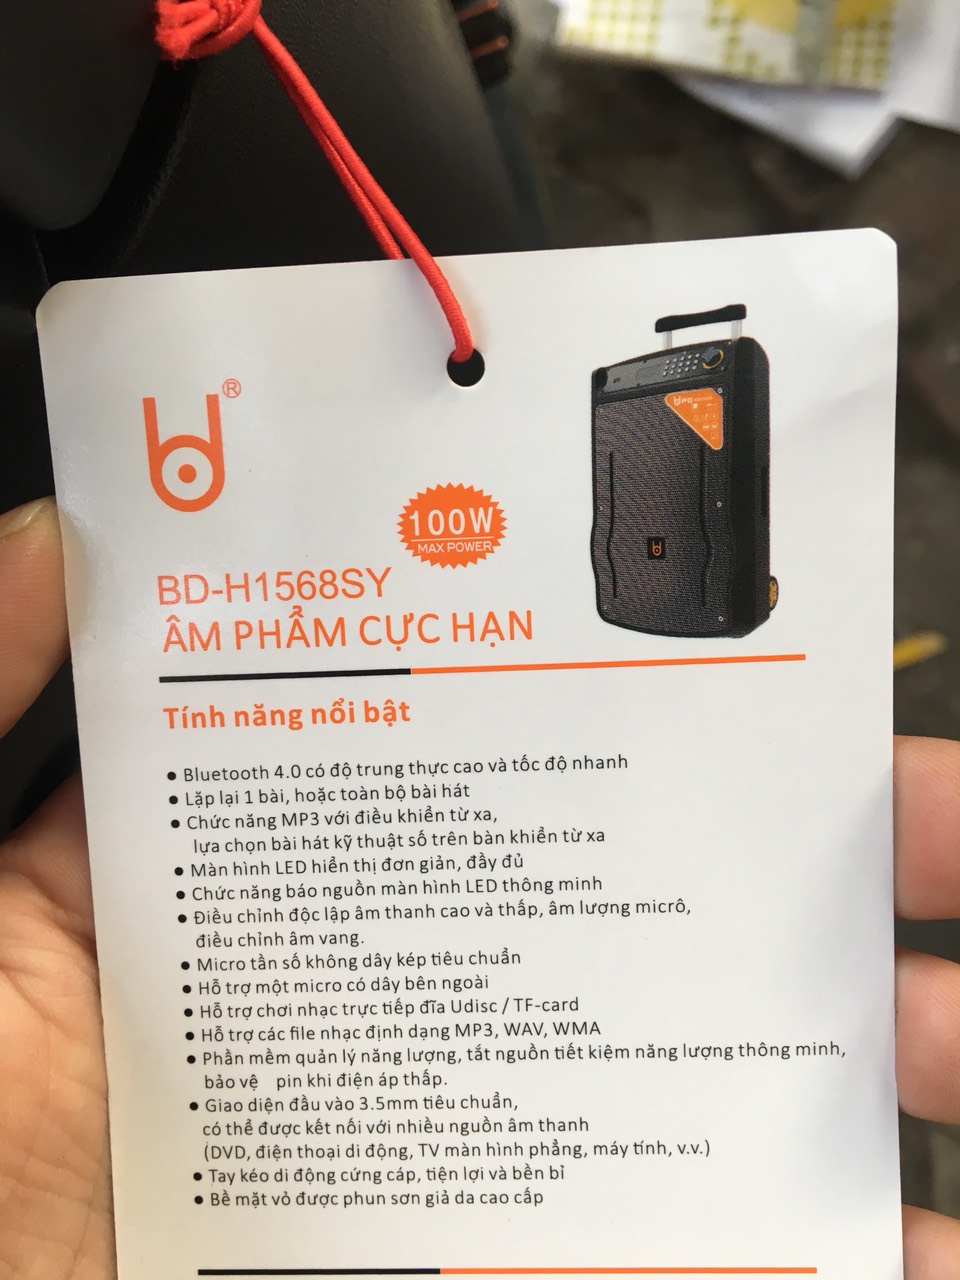 ®
100W
MAX POWER
BD-H1568SY
ÂM PHẨM CỰC HẠN
Tính năng nổi bật
● Bluetooth 4.0 có độ trung thực cao và tốc độ nhanh
● Lặp lại 1 bài, hoặc toàn bộ bài hát
● Chức năng MP3 với điều khiển từ xa,
lựa chọn bài hát kỹ thuật số trên bàn khiển từ xa
● Màn hình LED hiển thị đơn giản, đầy đủ
● Chức năng báo nguồn màn hình LED thông minh
● Điều chỉnh độc lập âm thanh cao và thấp, âm lượng micrô,
điều chỉnh âm vang.
● Micro tần số không dây kép tiêu chuẩn
● Hỗ trợ một micro có dây bên ngoài
● Hỗ trợ chơi nhạc trực tiếp đĩa Udisc / TF-card
● Hỗ trợ các file nhạc định dạng MP3, WAV, WMA
● Phần mềm quản lý năng lượng, tắt nguồn tiết kiệm năng lượng thông minh,
bảo vệ pin khi điện áp thấp.
● Giao diện đầu vào 3.5mm tiêu chuẩn,
có thể được kết nối với nhiều nguồn âm thanh
(DVD, điện thoại di động, TV màn hình phẳng, máy tính, v.v.)
● Tay kéo di động cứng cáp, tiện lợi và bền bỉ
● Bề mặt vỏ được phun sơn giả da cao cấp